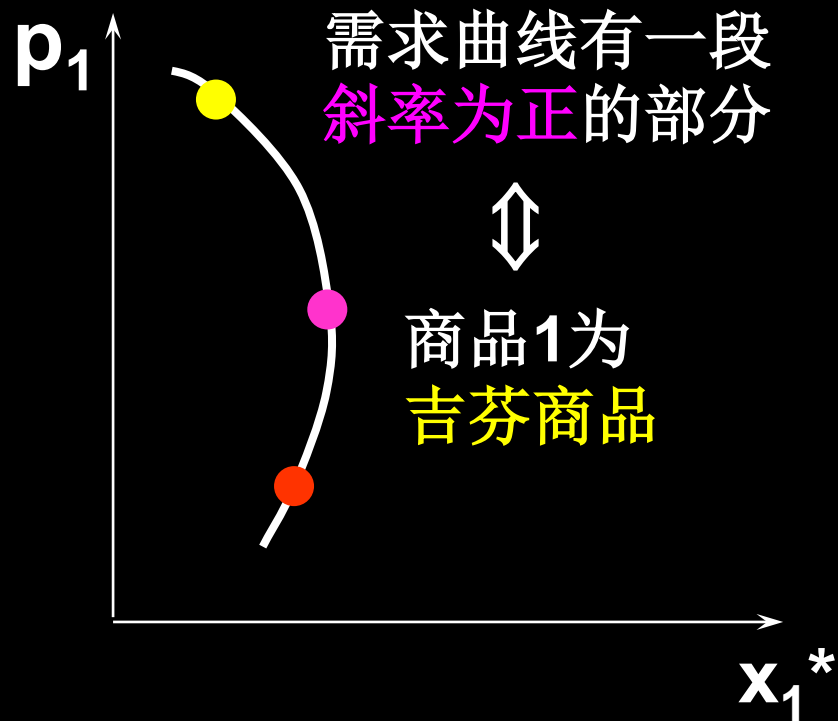 p₁
需求曲线有一段
斜率为正的部分
⇕
商品1为
吉芬商品
x₁*